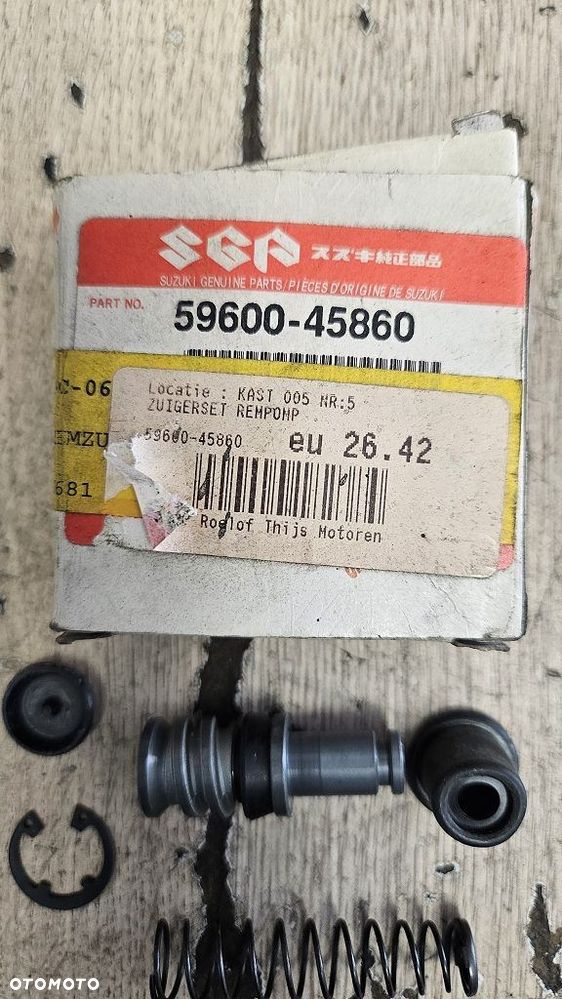 SGP スズキ純正部品
SUZUKI GENUINE PARTS/PIÈCES D'ORIGINE DE SUZUKI
PART NO. 59600-45860
C-06
EMZU
681
Locatie : KAST 005 NR:5
ZUIGERSET REMPOMP
59600-45860 eu 26.42
Roelof Thijs Motoren
OTOMOTO